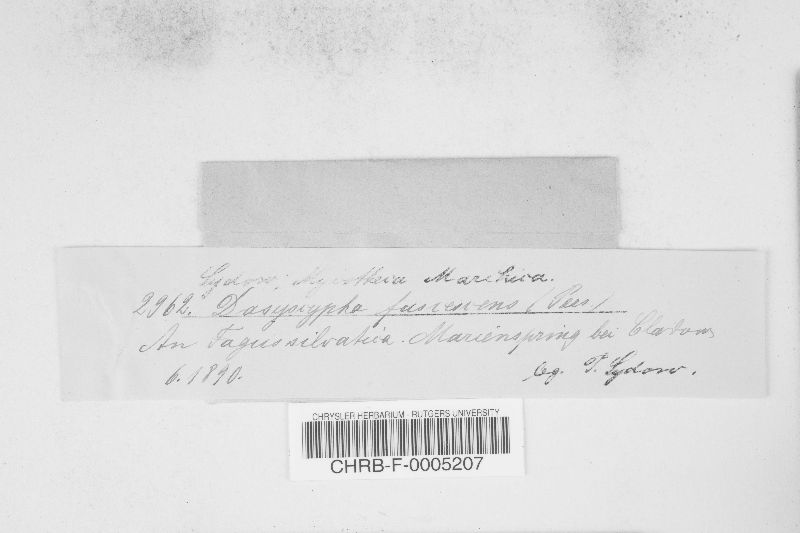 Sydow, Mycotheca Marchica.
2962. Dasyscypha fuscescens (Pers.)
An Fagus silvatica. Marienspring bei Cladow
6. 1890. leg. P. Sydow.
CHRYSLER HERBARIUM - RUTGERS UNIVERSITY
CHRB-F-0005207